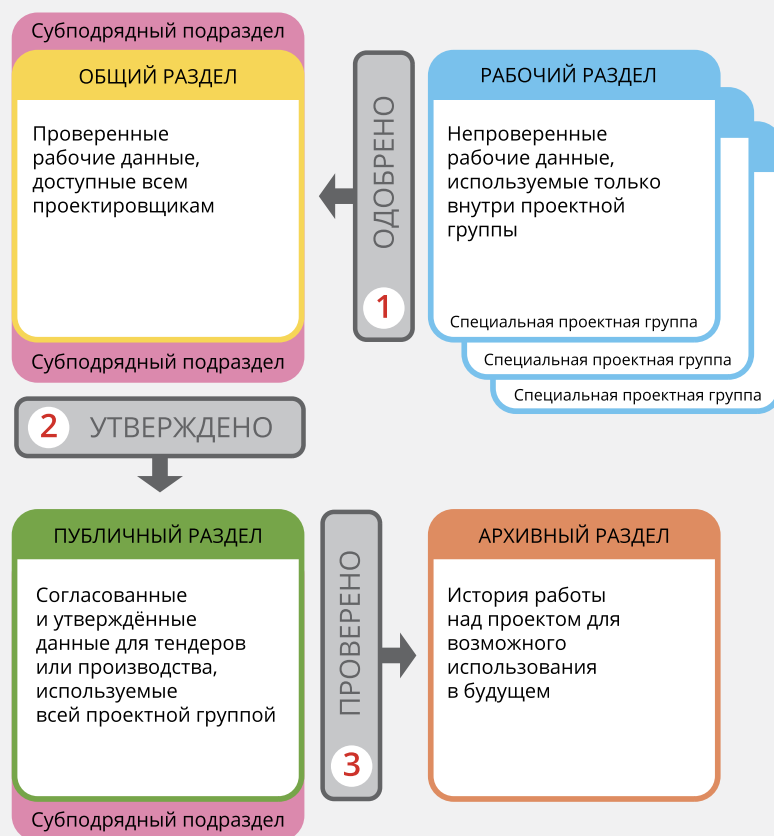 Субподрядный подраздел
ОБЩИЙ РАЗДЕЛ
Проверенные
рабочие данные,
доступные всем
проектировщикам
Субподрядный подраздел
ОДОБРЕНО
1
РАБОЧИЙ РАЗДЕЛ
Непроверенные
рабочие данные,
используемые только
внутри проектной
группы
Специальная проектная группа
Специальная проектная группа
Специальная проектная группа
2 УТВЕРЖДЕНО
ПУБЛИЧНЫЙ РАЗДЕЛ
Согласованные
и утверждённые
данные для тендеров
или производства,
используемые
всей проектной группой
Субподрядный подраздел
ПРОВЕРЕНО
3
АРХИВНЫЙ РАЗДЕЛ
История работы
над проектом для
возможного
использования
в будущем